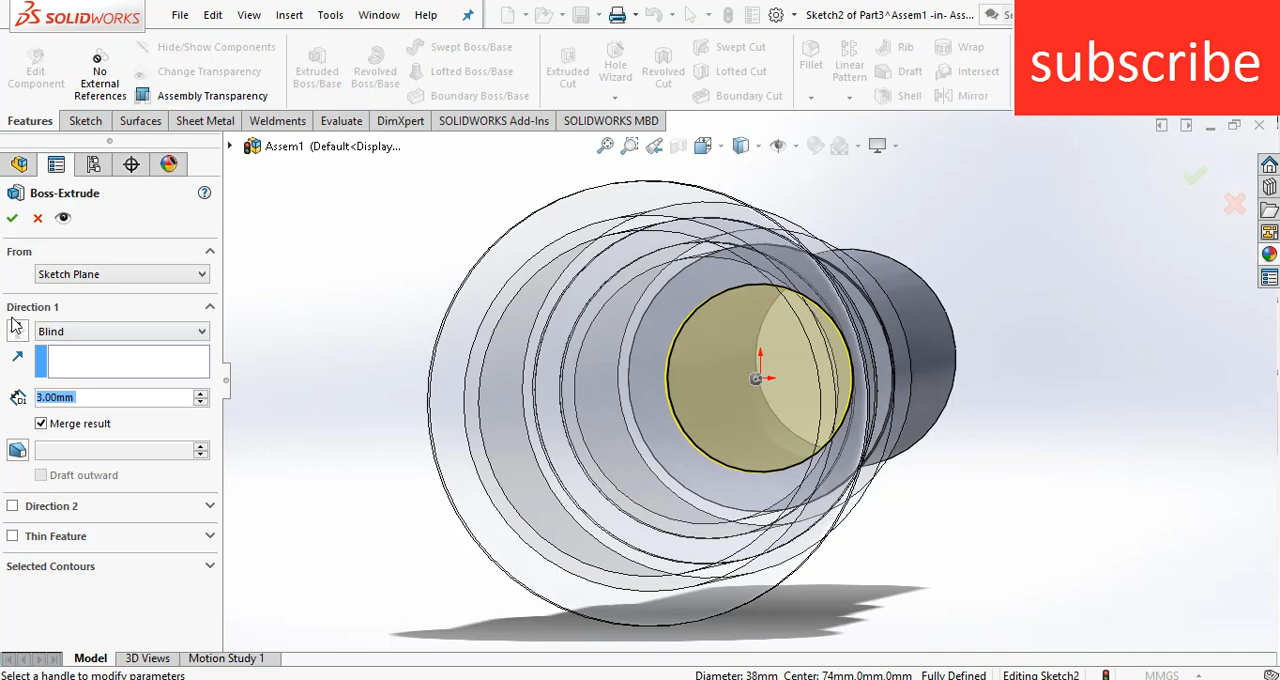 SOLIDWORKS
File Edit View Insert Tools Window Help
Sketch2 of Part3^Assem1 -in- Ass...
subscribe
Edit Component
No External References
Hide/Show Components
Change Transparency
Assembly Transparency
Extruded Boss/Base
Revolved Boss/Base
Swept Boss/Base
Lofted Boss/Base
Boundary Boss/Base
Extruded Cut
Hole Wizard
Revolved Cut
Swept Cut
Lofted Cut
Boundary Cut
Fillet
Linear Pattern
Rib
Draft
Shell
Wrap
Intersect
Mirror
Features Sketch Surfaces Sheet Metal Weldments Evaluate DimXpert SOLIDWORKS Add-Ins SOLIDWORKS MBD
Assem1 (Default<Display...
Boss-Extrude
From
Sketch Plane
Direction 1
Blind
3.00mm
Merge result
Draft outward
Direction 2
Thin Feature
Selected Contours
Model 3D Views Motion Study 1
Select a handle to modify parameters
Diameter: 38mm Center: 74mm,0mm,0mm Fully Defined Editing Sketch2 MMGS